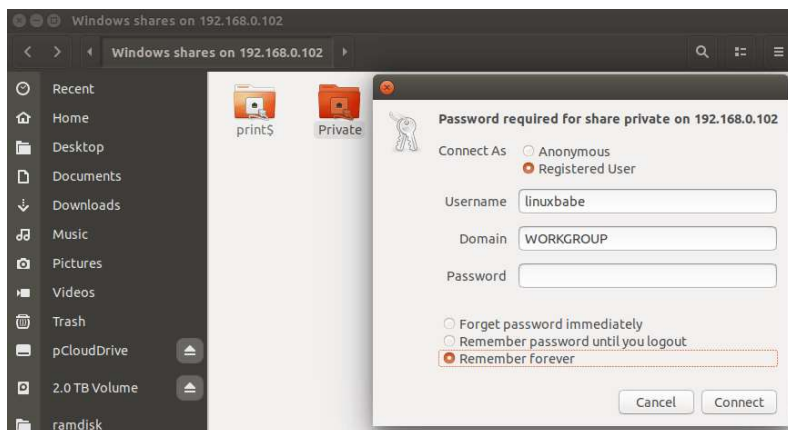 Windows shares on 192.168.0.102
Windows shares on 192.168.0.102
Recent
Home
Desktop
Documents
Downloads
Music
Pictures
Videos
Trash
pCloudDrive
2.0 TB Volume
ramdisk
print$
Private
Password required for share private on 192.168.0.102
Connect As
Anonymous
Registered User
Username linuxbabe
Domain WORKGROUP
Password
Forget password immediately
Remember password until you logout
Remember forever
Cancel Connect